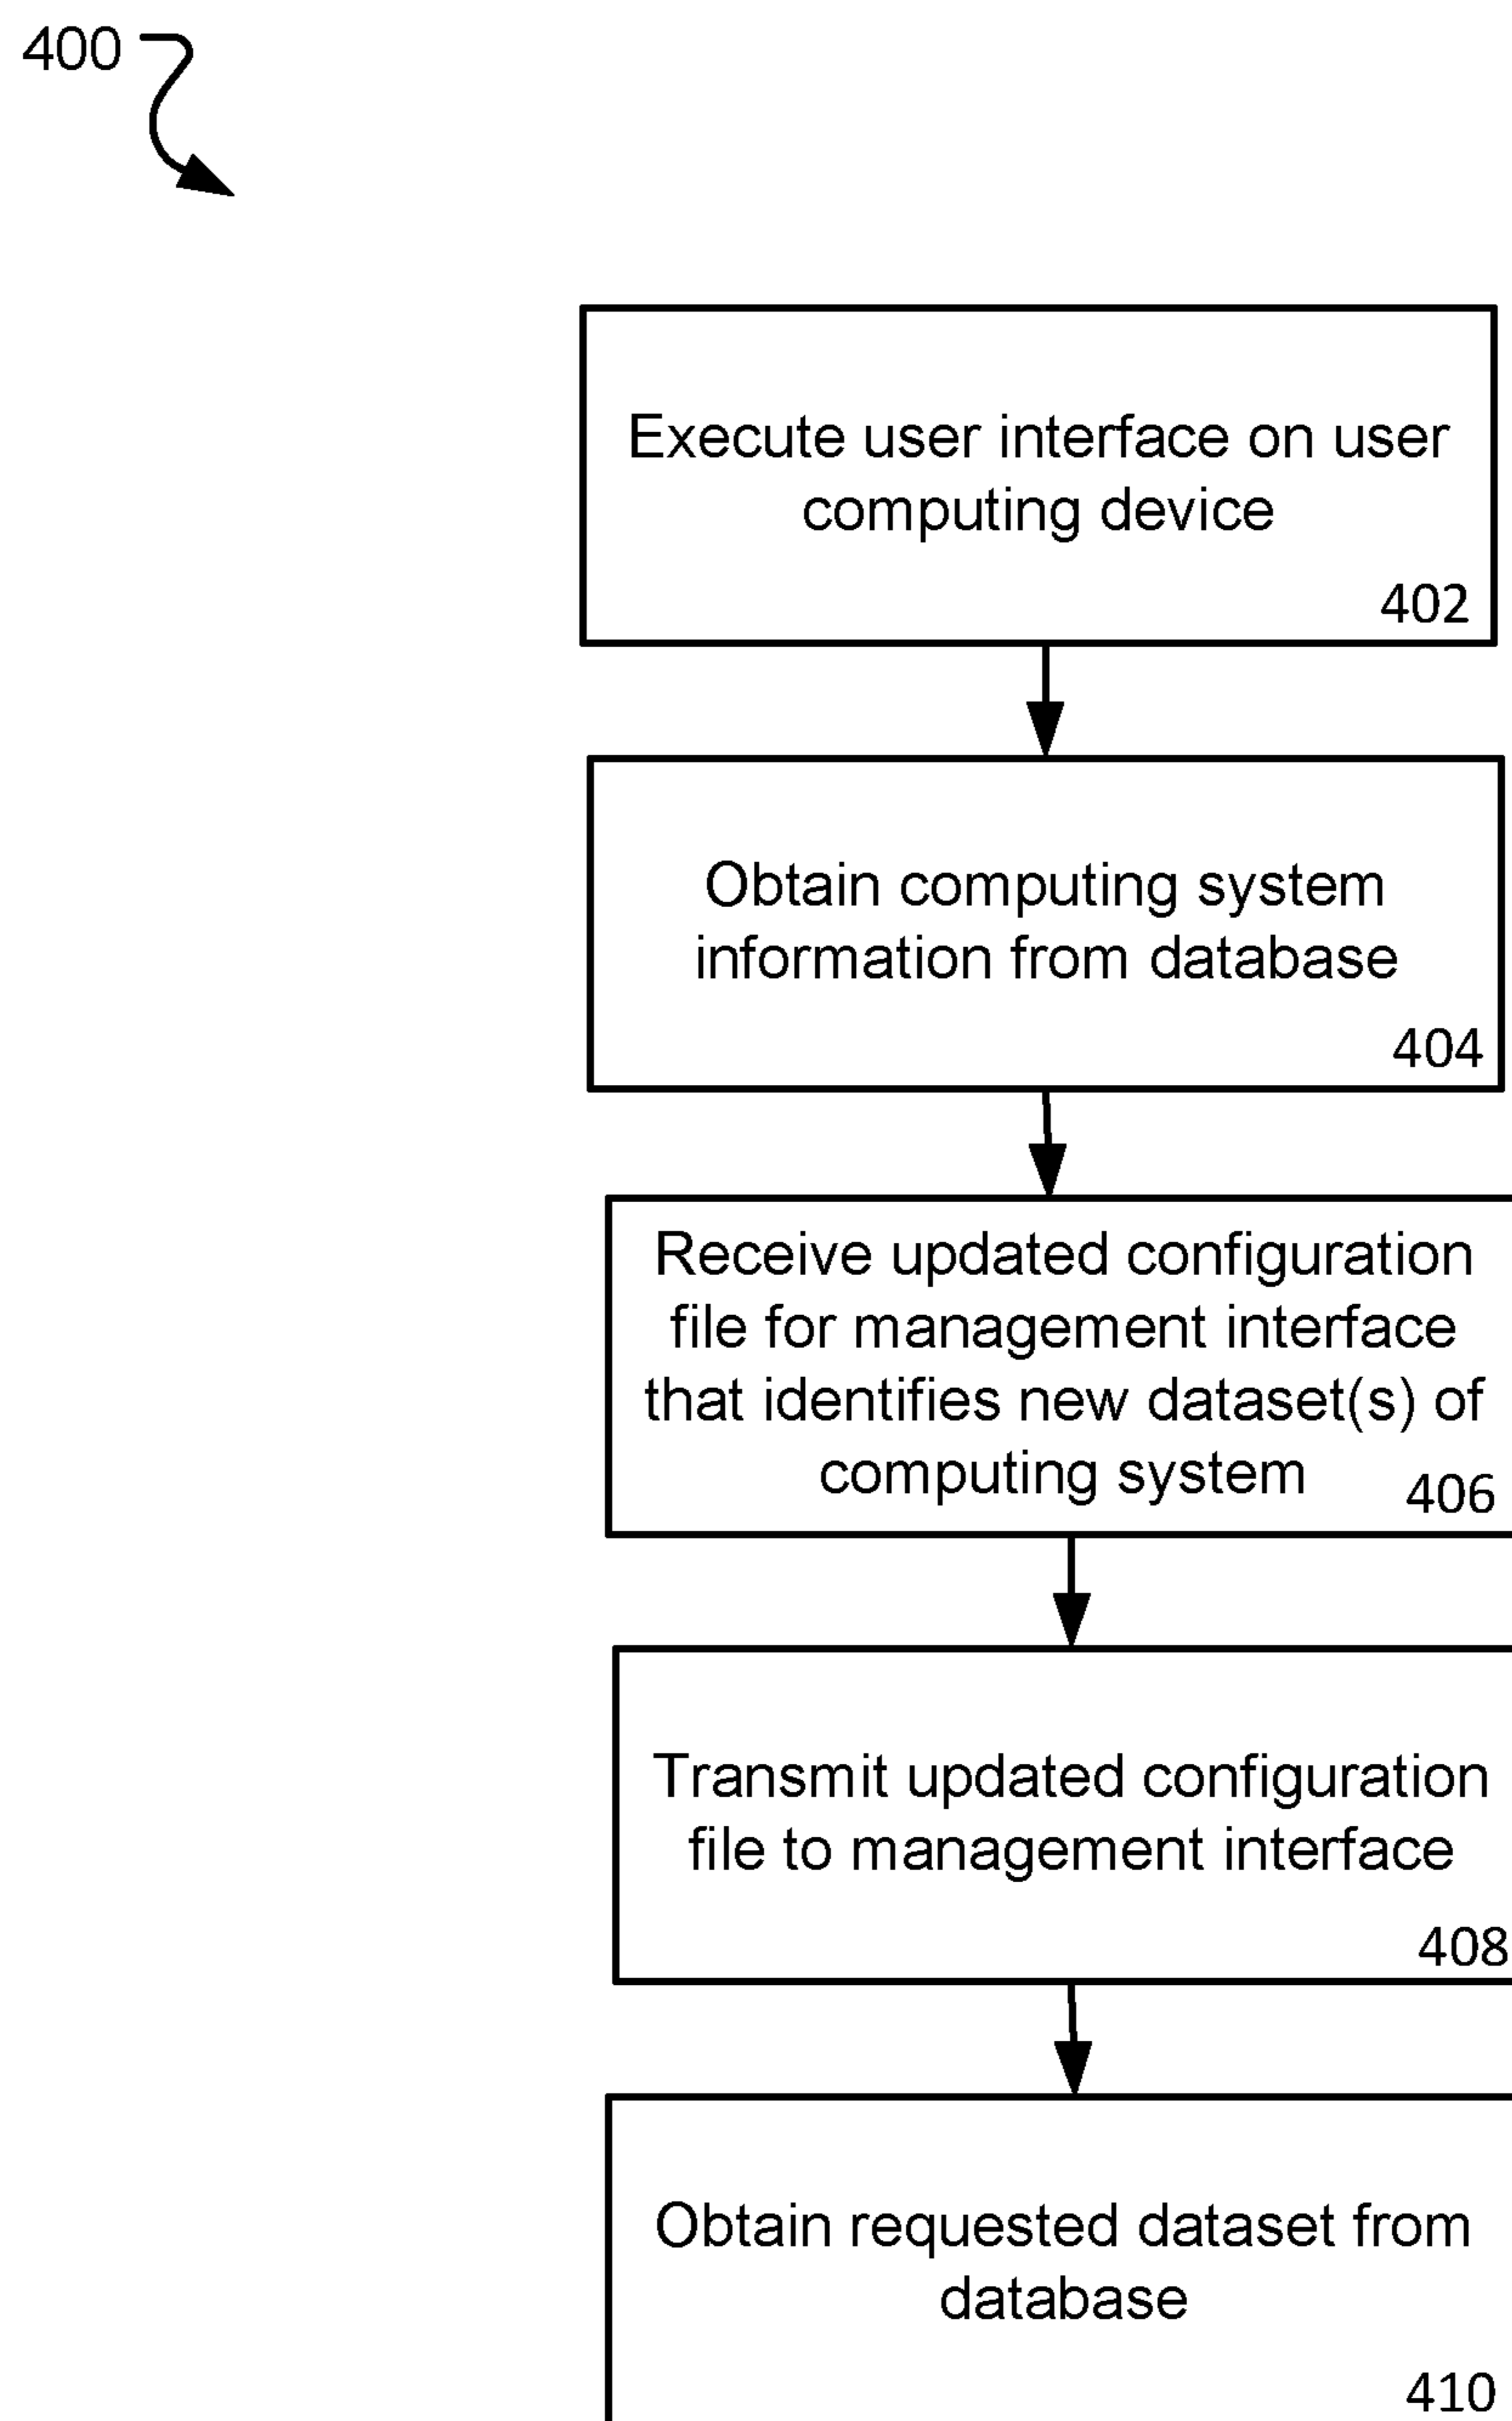 400
Execute user interface on user
computing device
402
Obtain computing system
information from database
404
Receive updated configuration
file for management interface
that identifies new dataset(s) of
computing system
406
Transmit updated configuration
file to management interface
408
Obtain requested dataset from
database
410